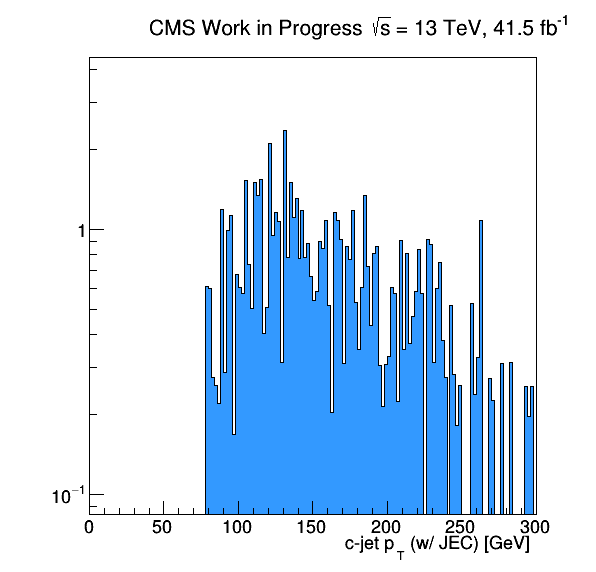 CMS Work in Progress √s = 13 TeV, 41.5 fb⁻¹
1
10⁻¹
0 50 100 150 200 250 300
c-jet p_T (w/ JEC) [GeV]